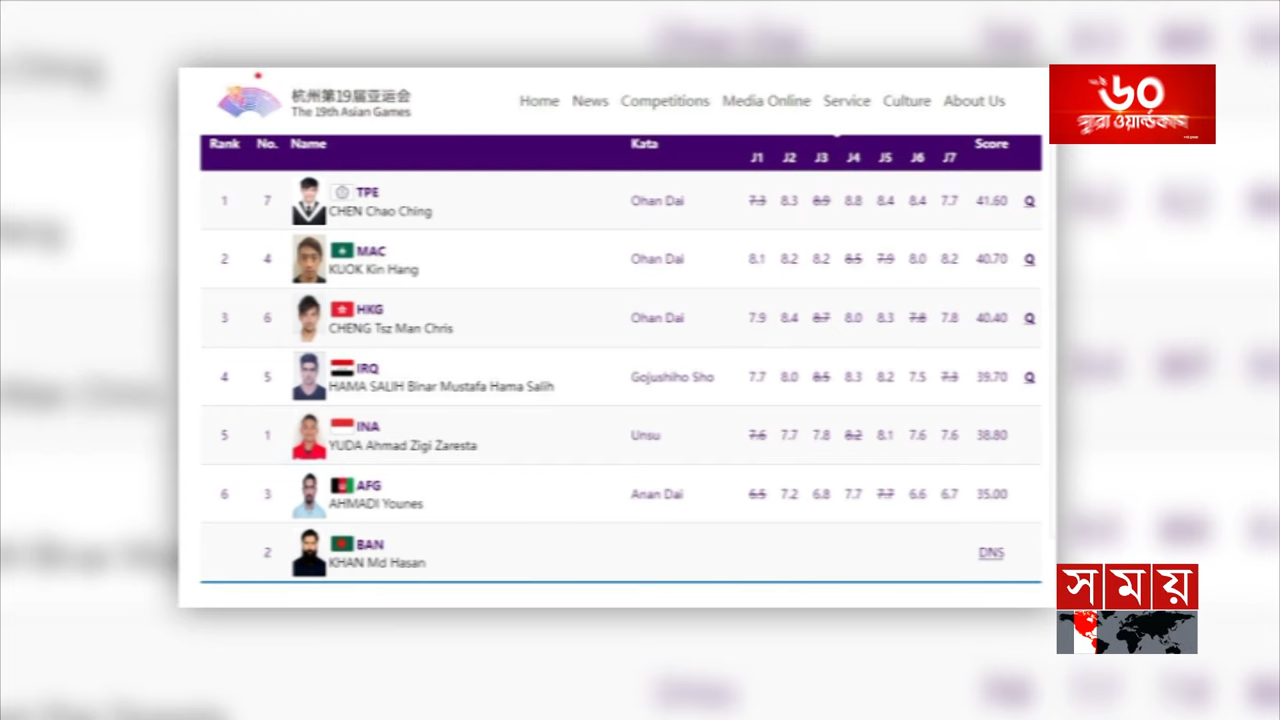 杭州第19届亚运会
The 19th Asian Games
Home News Competitions Media Online Service Culture About Us
৬০
Rank No. Name Kata J1 J2 J3 J4 J5 J6 J7 Score
1 7 TPE CHEN Chao Ching Ohan Dai 7.3 8.3 8.9 8.8 8.4 8.4 7.7 41.60 Q
2 4 MAC KUOK Kin Hang Ohan Dai 8.1 8.2 8.2 8.5 7.9 8.0 8.2 40.70 Q
3 6 HKG CHENG Tsz Man Chris Ohan Dai 7.9 8.4 8.7 8.0 8.3 7.8 7.8 40.40 Q
4 5 IRQ HAMA SALIH Binar Mustafa Hama Salih Gojushiho Sho 7.7 8.0 8.5 8.3 8.2 7.5 7.3 39.70 Q
5 1 INA YUDA Ahmad Zigi Zaresta Unsu 7.6 7.7 7.8 8.2 8.1 7.6 7.6 38.80
6 3 AFG AHMADI Younes Anan Dai 6.5 7.2 6.8 7.7 7.7 6.6 6.7 35.00
2 BAN KHAN Md Hasan DNS
সময়